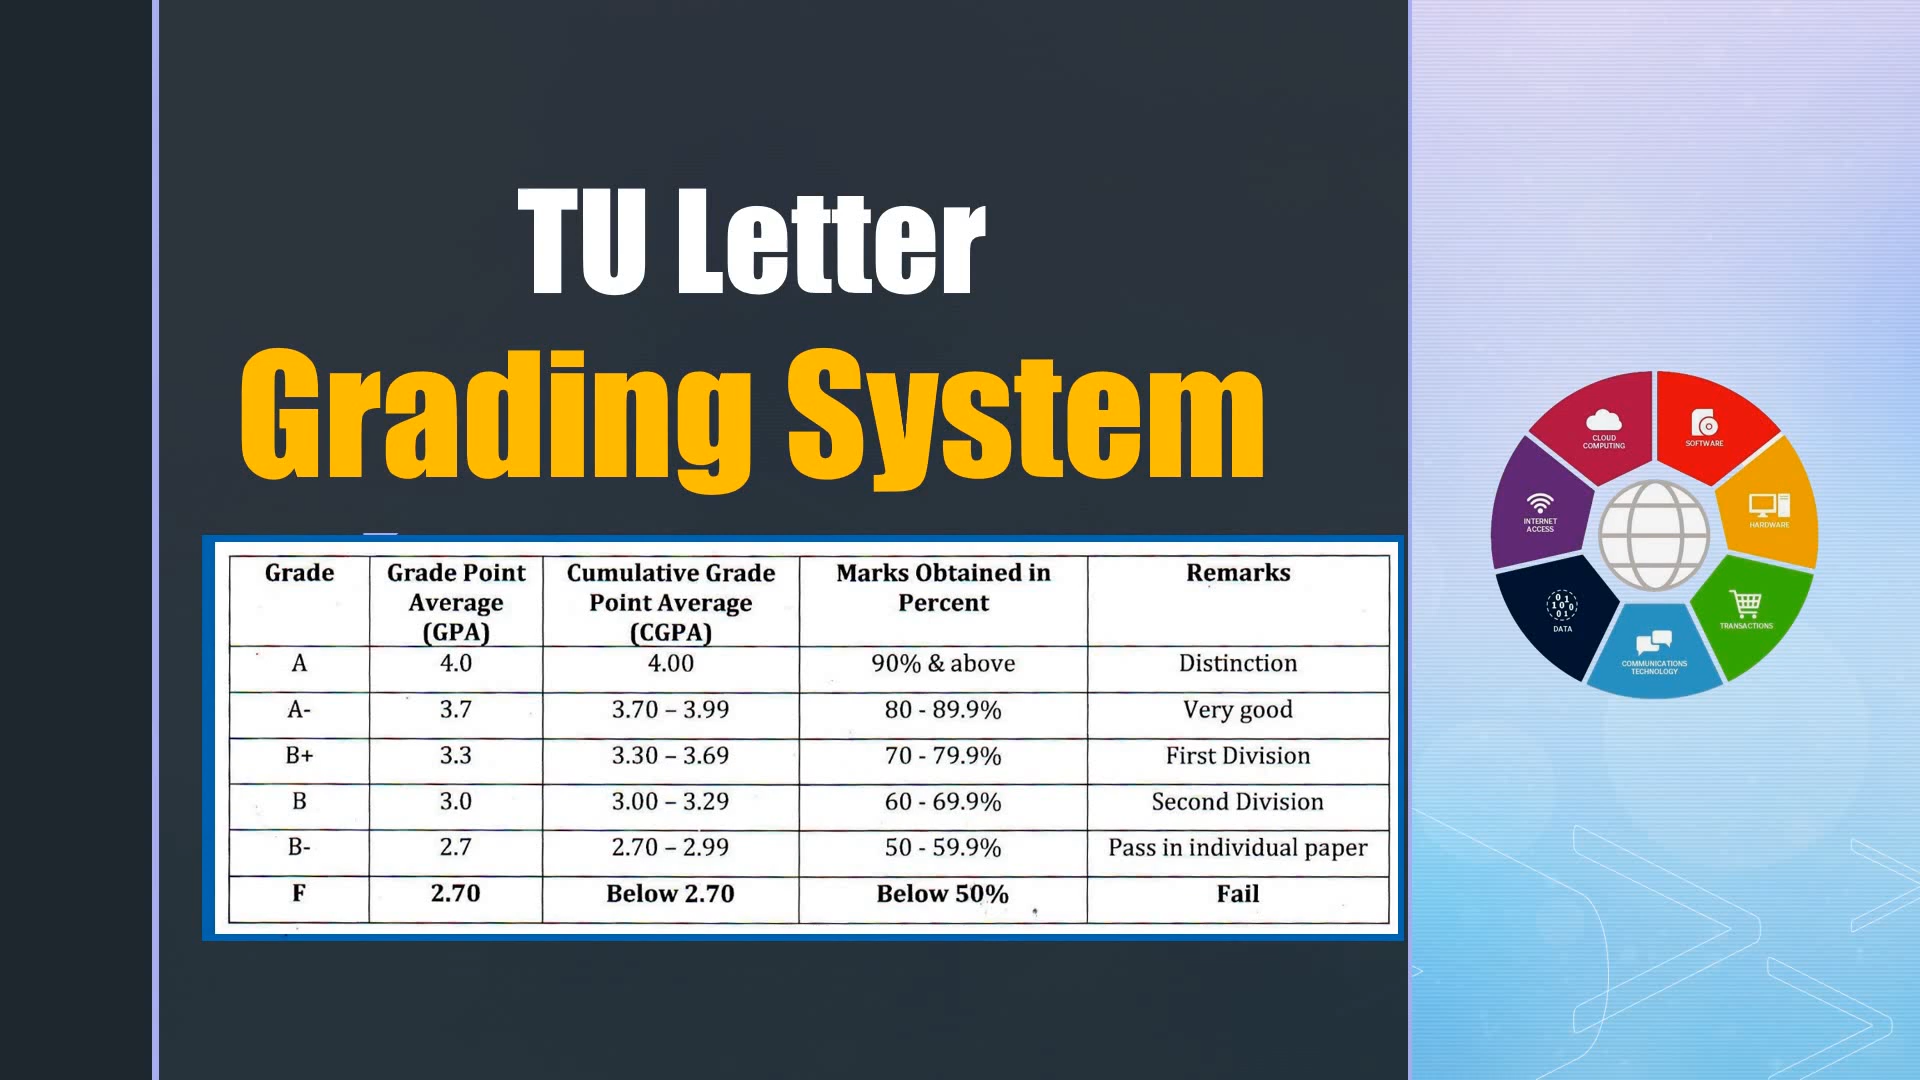 TU Letter
Grading System
Grade Grade Point Average (GPA) Cumulative Grade Point Average (CGPA) Marks Obtained in Percent Remarks
A 4.0 4.00 90% & above Distinction
A- 3.7 3.70 – 3.99 80 - 89.9% Very good
B+ 3.3 3.30 – 3.69 70 - 79.9% First Division
B 3.0 3.00 – 3.29 60 - 69.9% Second Division
B- 2.7 2.70 – 2.99 50 - 59.9% Pass in individual paper
F 2.70 Below 2.70 Below 50% Fail
CLOUD
COMPUTING
SOFTWARE
INTERNET
ACCESS
HARDWARE
01
10 0
01
DATA
TRANSACTIONS
COMMUNICATIONS
TECHNOLOGY